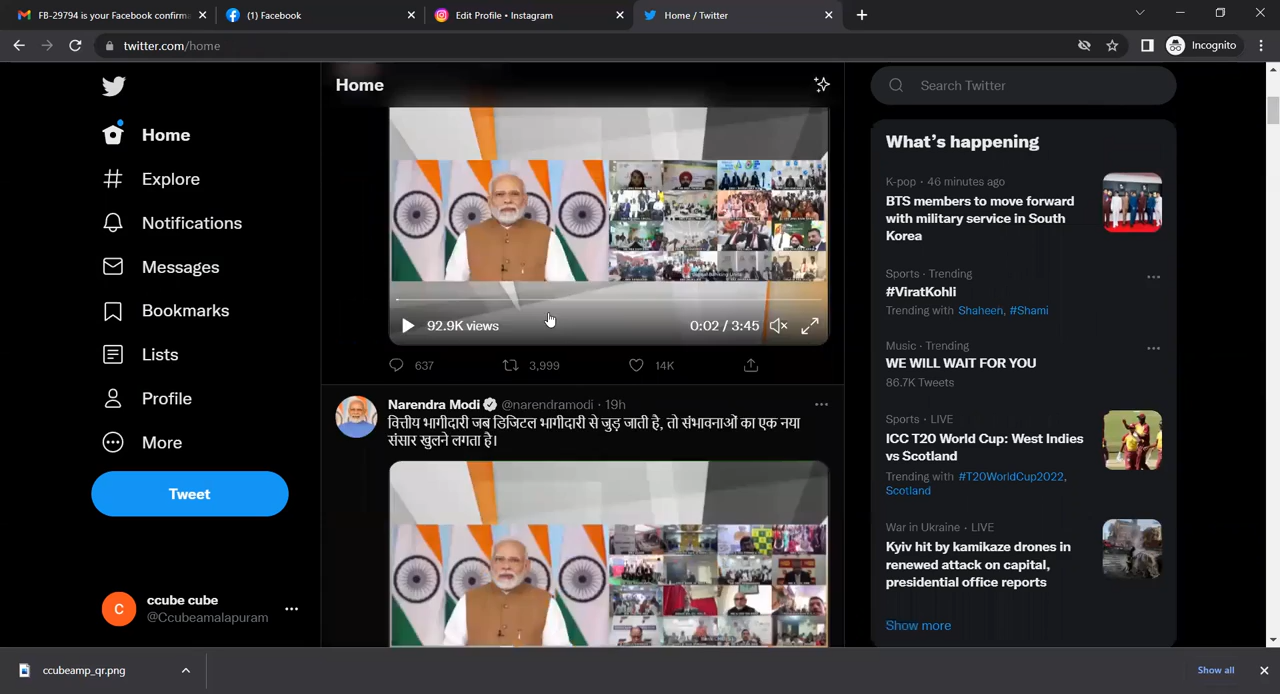 FB-29794 is your Facebook confirma
(1) Facebook
Edit Profile • Instagram
Home / Twitter
twitter.com/home
Incognito
Home
Explore
Notifications
Messages
Bookmarks
Lists
Profile
More
Tweet
ccube cube
@Ccubeamalapuram
Home
92.9K views
0:02 / 3:45
637
3,999
14K
Narendra Modi @narendramodi · 19h
वित्तीय भागीदारी जब डिजिटल भागीदारी से जुड़ जाती है, तो संभावनाओं का एक नया
संसार खुलने लगता है।
Search Twitter
What's happening
K-pop · 46 minutes ago
BTS members to move forward
with military service in South
Korea
Sports · Trending
#ViratKohli
Trending with Shaheen, #Shami
Music · Trending
WE WILL WAIT FOR YOU
86.7K Tweets
Sports · LIVE
ICC T20 World Cup: West Indies
vs Scotland
Trending with #T20WorldCup2022,
Scotland
War in Ukraine · LIVE
Kyiv hit by kamikaze drones in
renewed attack on capital,
presidential office reports
Show more
ccubeamp_qr.png
Show all